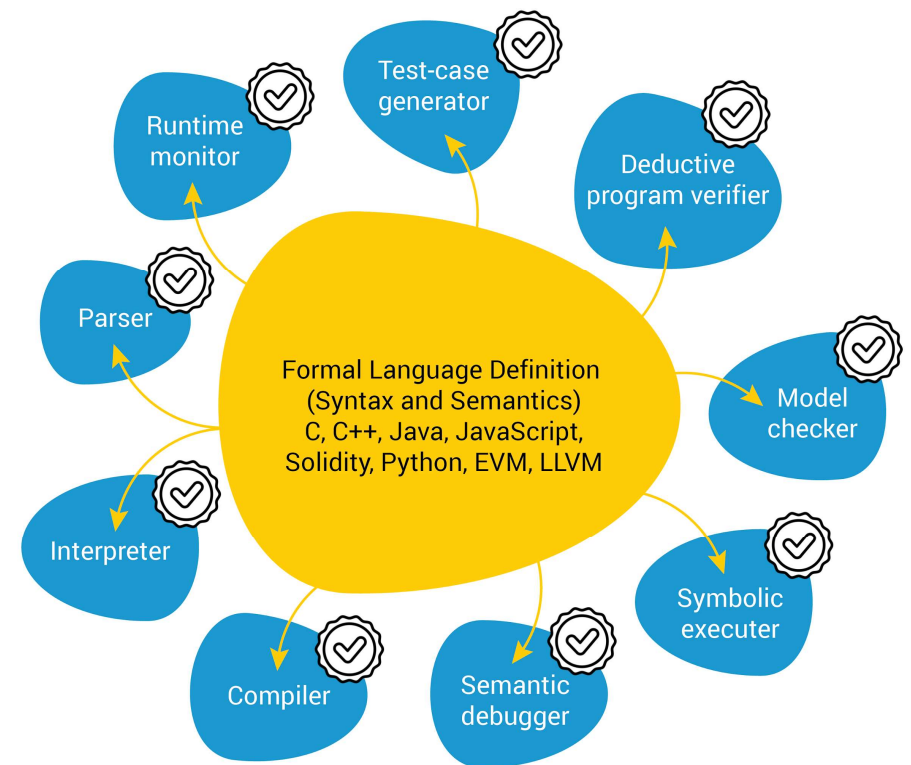 Test-case
generator
Runtime
monitor
Deductive
program verifier
Parser
Formal Language Definition
(Syntax and Semantics)
C, C++, Java, JavaScript,
Solidity, Python, EVM, LLVM
Model
checker
Interpreter
Symbolic
executer
Compiler
Semantic
debugger